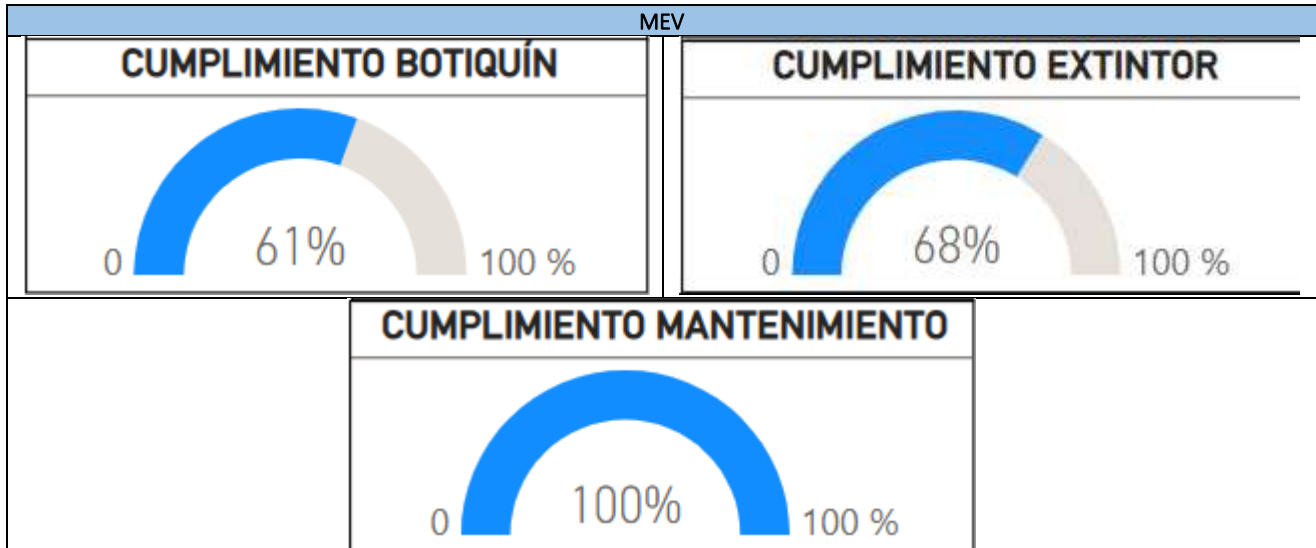 MEV
CUMPLIMIENTO BOTIQUÍN
61%
0
100 %
CUMPLIMIENTO EXTINTOR
68%
0
100 %
CUMPLIMIENTO MANTENIMIENTO
100%
0
100 %